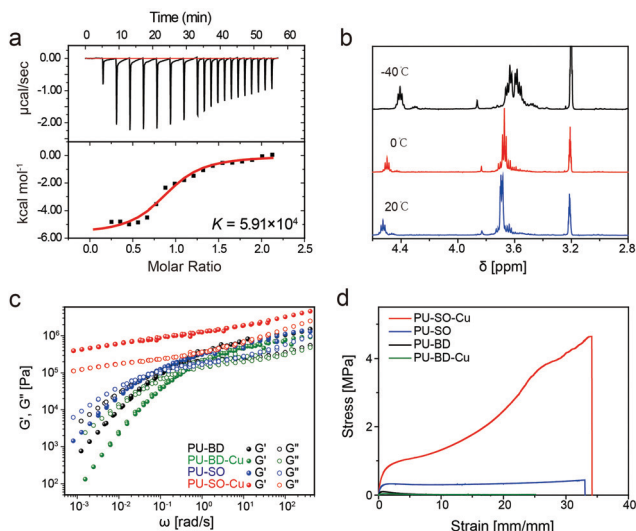 a
Time (min)
0 10 20 30 40 50 60
0.00
-1.00
-2.00
μcal/sec
0.00
-2.00
-4.00
-6.00
kcal mol⁻¹
K = 5.91×10⁴
0.0 0.5 1.0 1.5 2.0 2.5
Molar Ratio
b
-40℃
0℃
20℃
4.4 3.6 3.2 2.8
δ [ppm]
c
G', G" [Pa]
10⁶
10⁵
10⁴
10³
10²
PU-BD G' G"
PU-BD-Cu G' G"
PU-SO G' G"
PU-SO-Cu G' G"
10⁻³ 10⁻² 10⁻¹ 10⁰ 10¹ 10²
ω [rad/s]
d
PU-SO-Cu
PU-SO
PU-BD
PU-BD-Cu
Stress [MPa]
4
2
0
0 10 20 30 40
Strain [mm/mm]